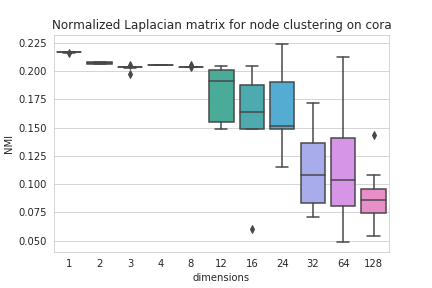 Normalized Laplacian matrix for node clustering on cora
0.225
0.200
0.175
0.150
0.125
0.100
0.075
0.050
NMI
1 2 3 4 8 12 16 24 32 64 128
dimensions